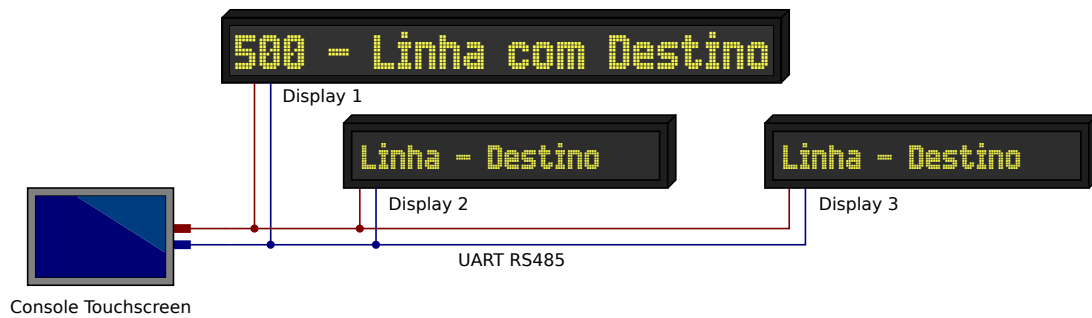 500 - Linha com Destino
Display 1
Linha - Destino
Display 2
Linha - Destino
Display 3
UART RS485
Console Touchscreen